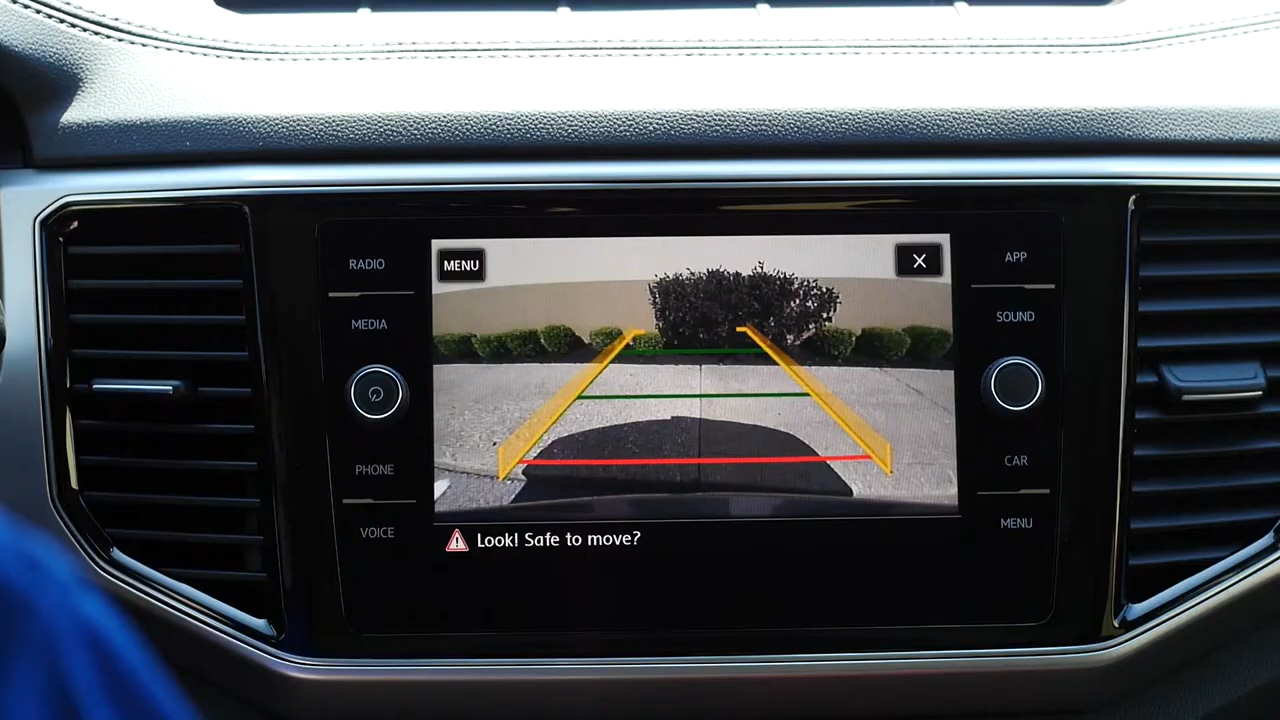 RADIO
MEDIA
PHONE
VOICE
MENU
X
Look! Safe to move?
APP
SOUND
CAR
MENU